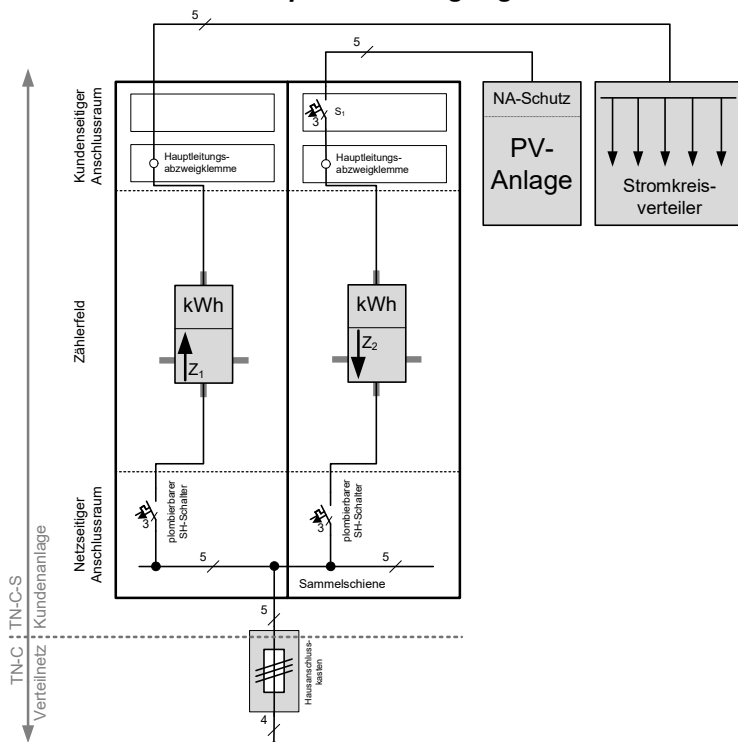 5
5
Kundenseitiger
Anschlussraum
3
S1
Hauptleitungs-
abzweigklemme
Hauptleitungs-
abzweigklemme
NA-Schutz
PV-
Anlage
Stromkreis-
verteiler
Zählerfeld
kWh
Z1
kWh
Z2
Netzseitiger
Anschlussraum
3
plombierbarer
SH-Schalter
3
plombierbarer
SH-Schalter
5
5
Sammelschiene
TN-C-S
Kundenanlage
5
TN-C
Verteilnetz
Hausanschluss-
kasten
4